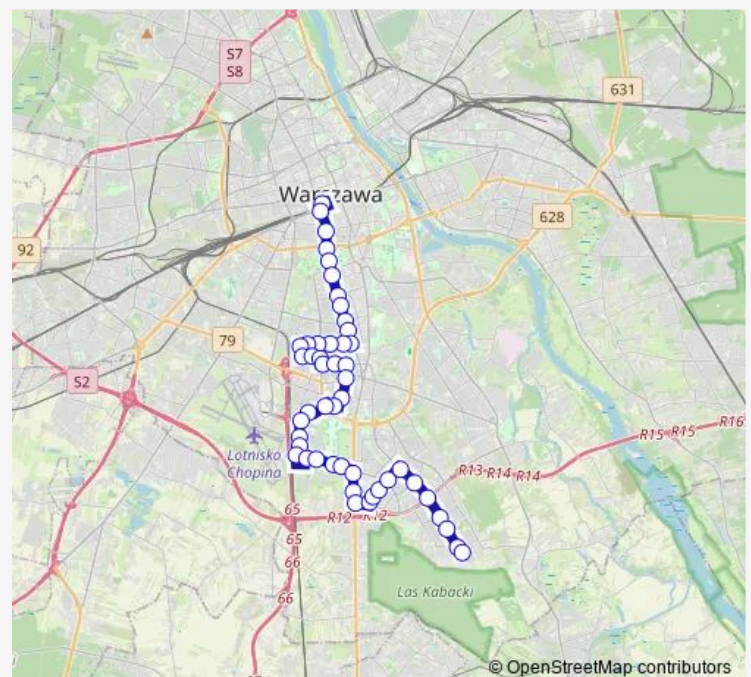 S7
S8
631
Warszawa
628
92
79
S2
R16
R15 R15
Lotnisko
Chopina
R13 R14 R14
65
R12 R12
65
66
66
Las Kabacki
© OpenStreetMap contributors